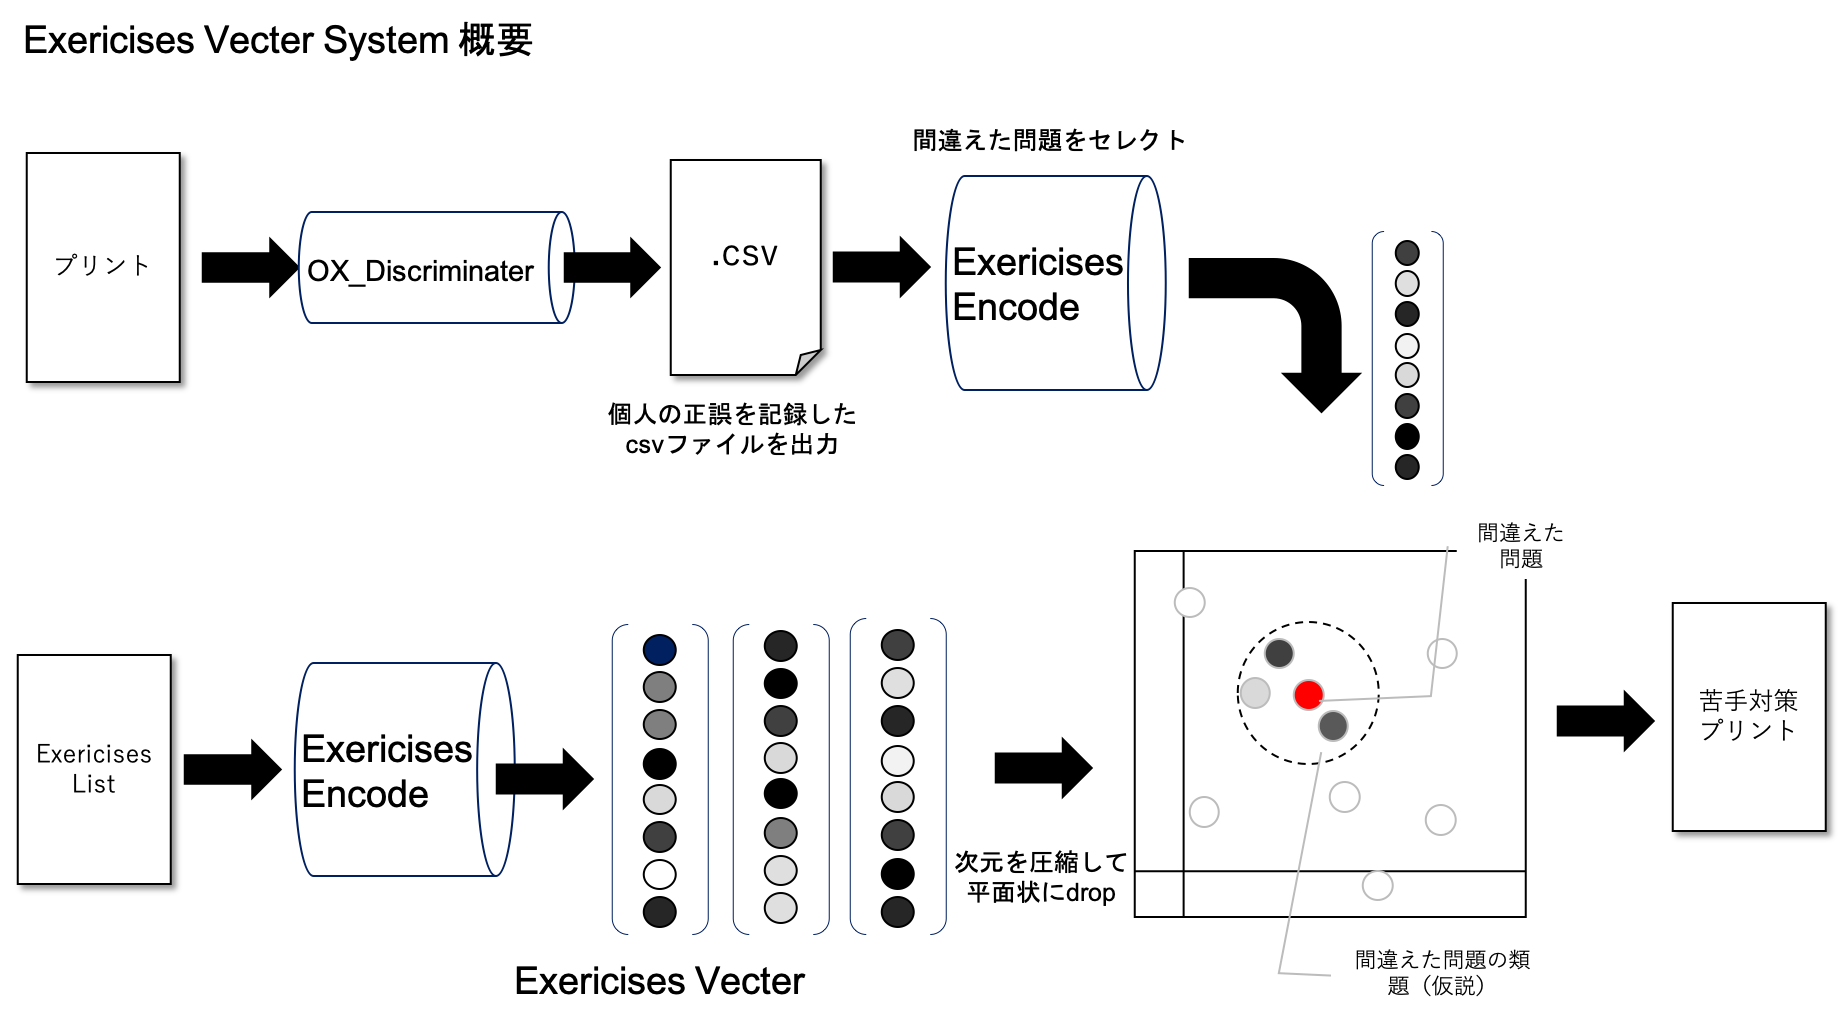 Exericises Vecter System 概要
間違えた問題をセレクト
プリント
OX_Discriminater
.CSV
Exericises
Encode
個人の正誤を記録した
csvファイルを出力
間違えた
問題
Exericises
List
Exericises
Encode
Exericises Vecter
次元を圧縮して
平面状にdrop
苦手対策
プリント
間違えた問題の類
題（仮説）